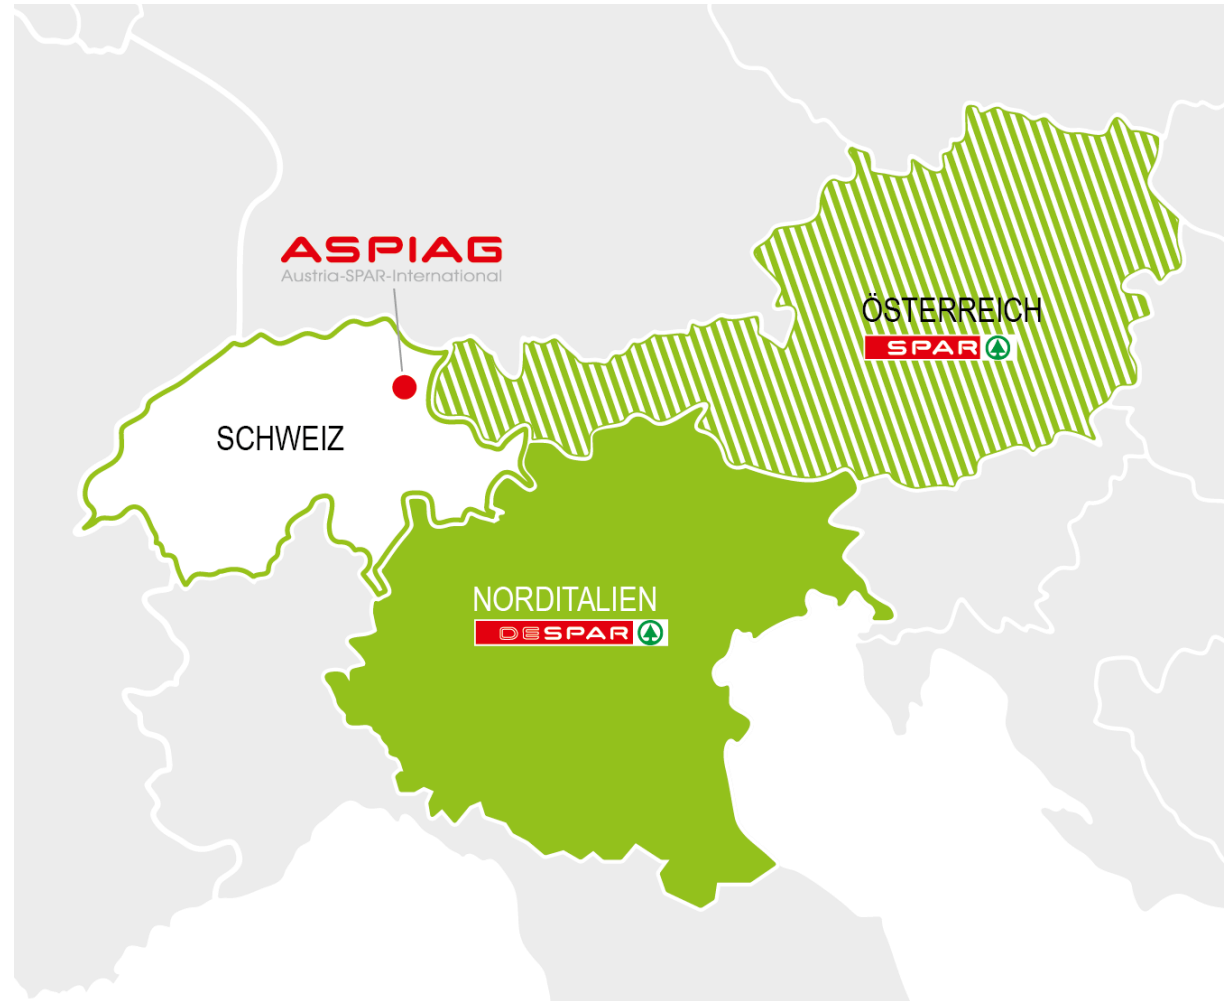 ASPIAG
Austria-SPAR-International
ÖSTERREICH
SPAR
SCHWEIZ
NORDITALIEN
DESPAR